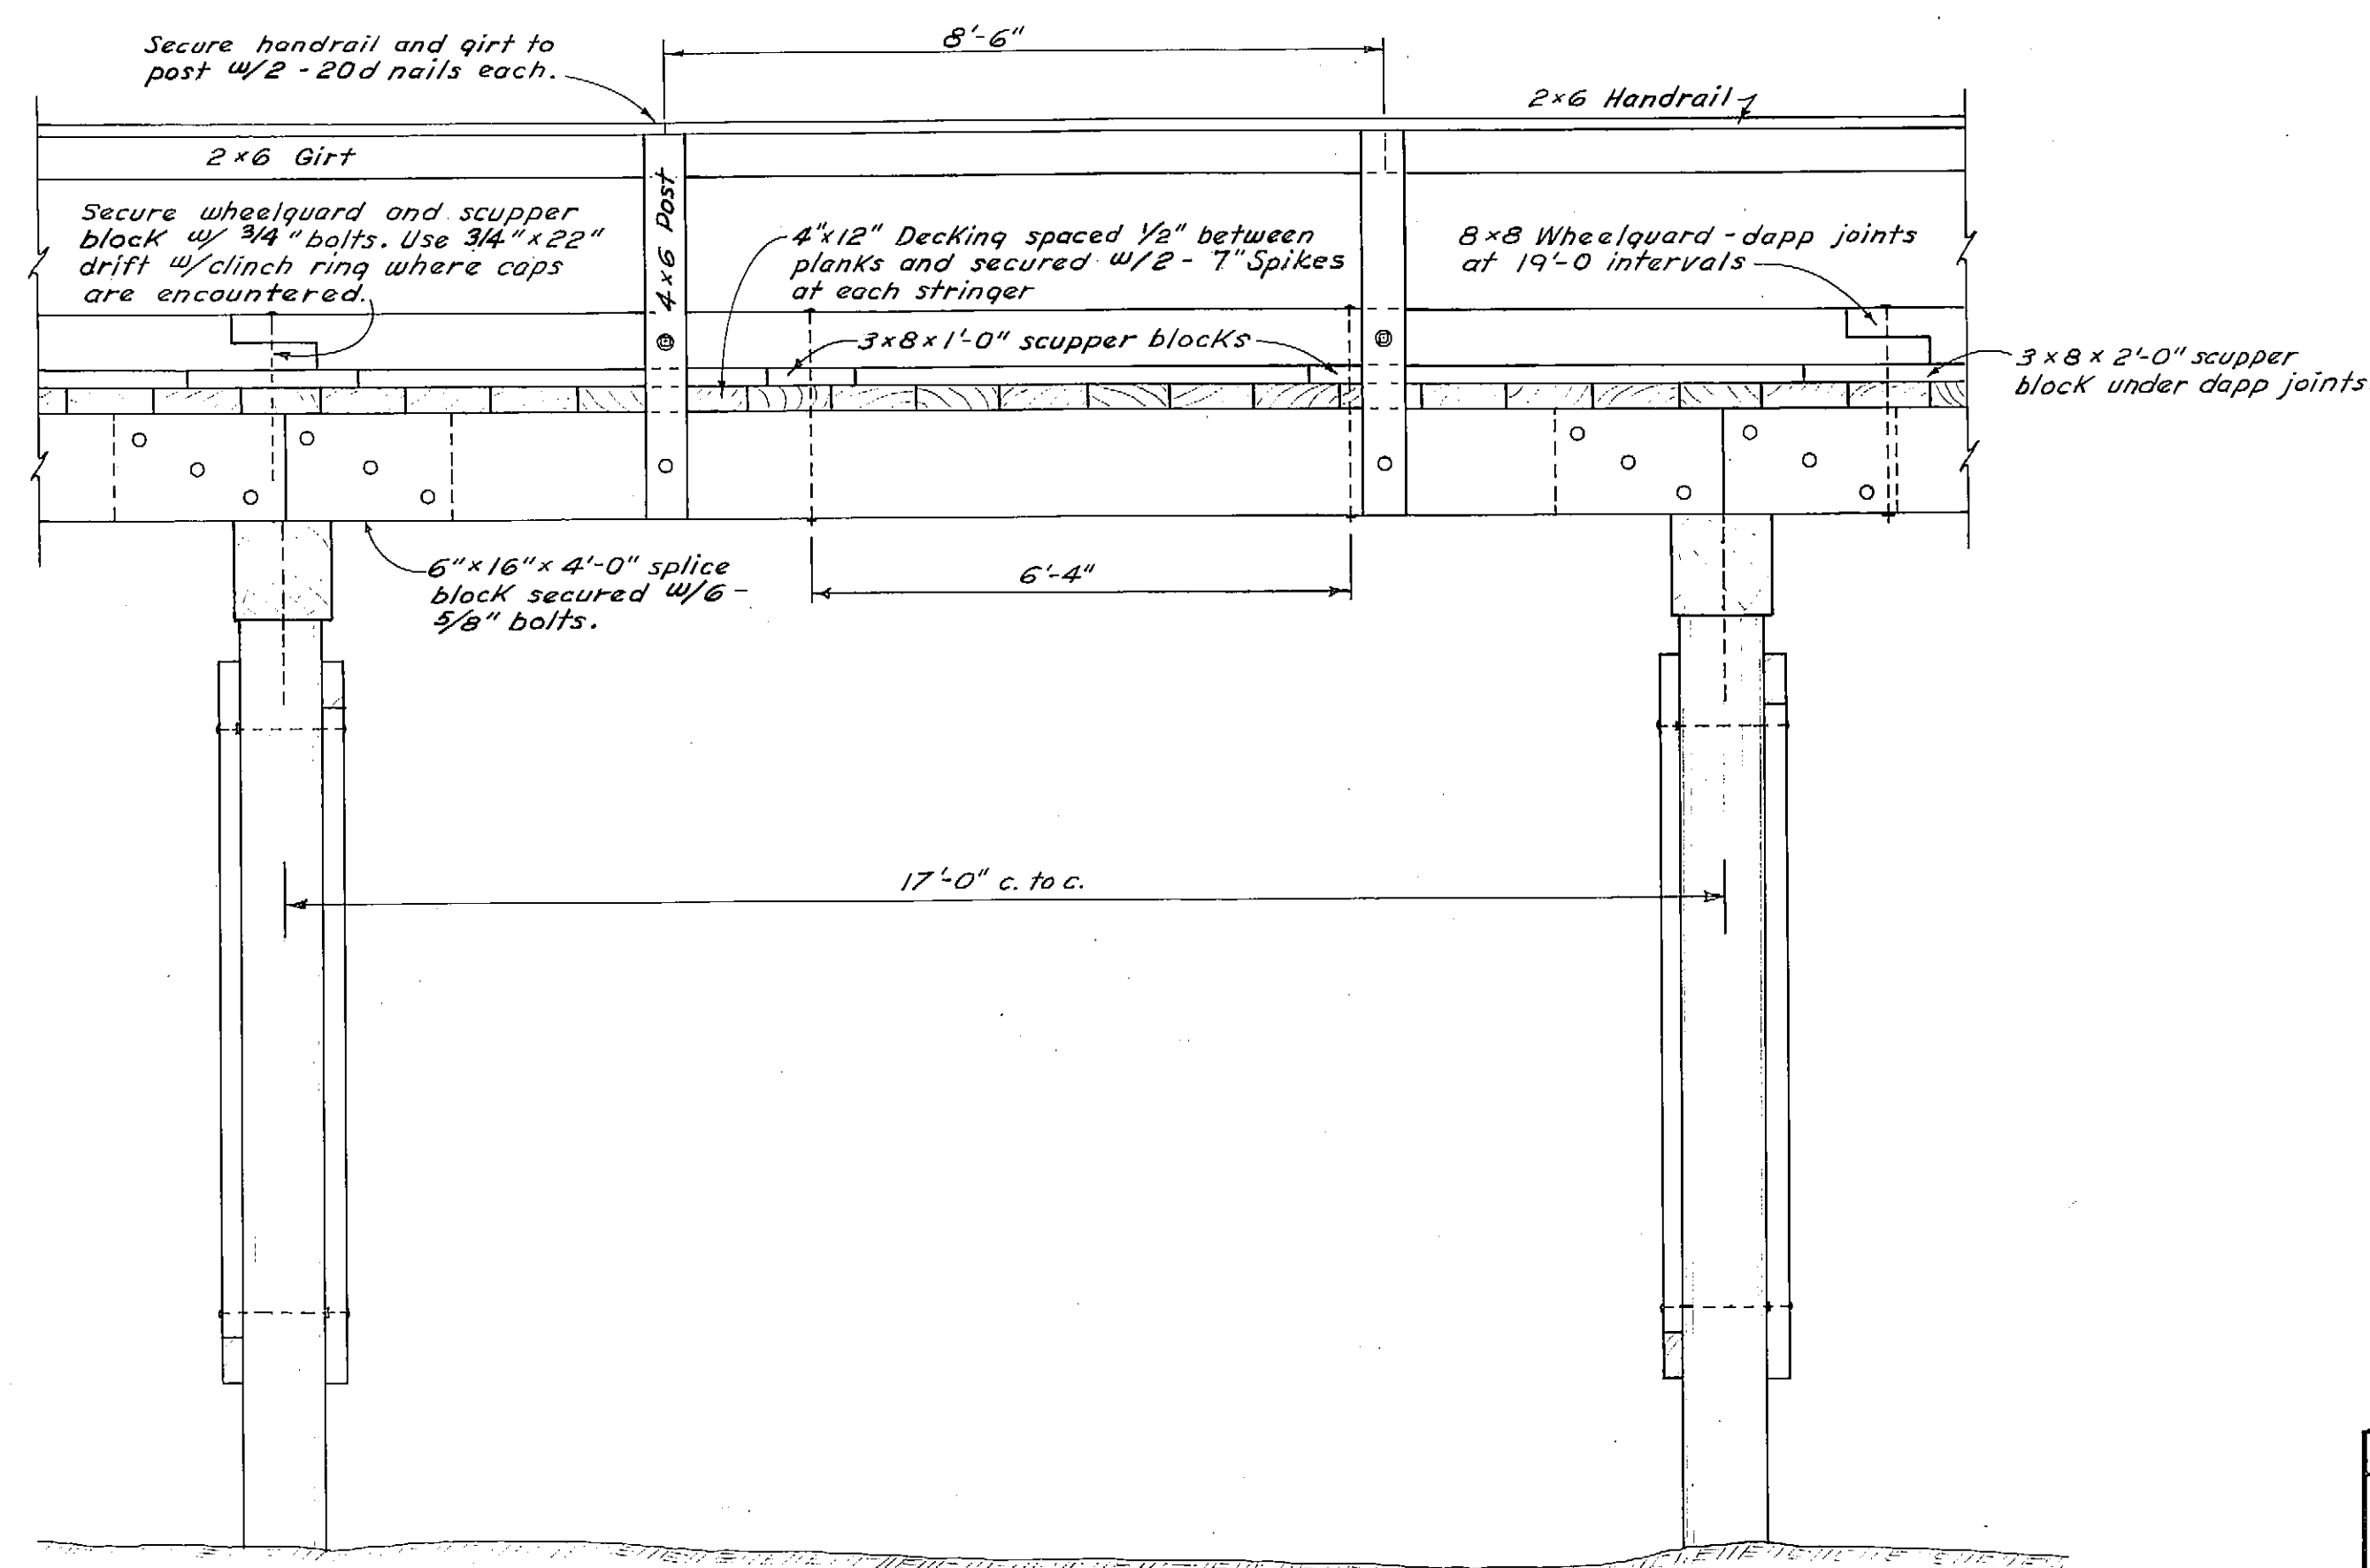 Secure handrail and girt to
post w/2 - 20d nails each.
8'-6"
2×6 Handrail
2×6 Girt
4×6 Post
Secure wheelguard and scupper
block w/ 3/4" bolts. Use 3/4"×22"
drift w/clinch ring where caps
are encountered.
4"×12" Decking spaced 1/2" between
planks and secured w/2 - 7" Spikes
at each stringer
8×8 Wheelguard - dapp joints
at 19'-0 intervals
3×8×1'-0" scupper blocks
3×8×2'-0" scupper
block under dapp joints
6"×16"×4'-0" splice
block secured w/6 -
5/8" bolts.
6'-4"
17'-0" c. to c.